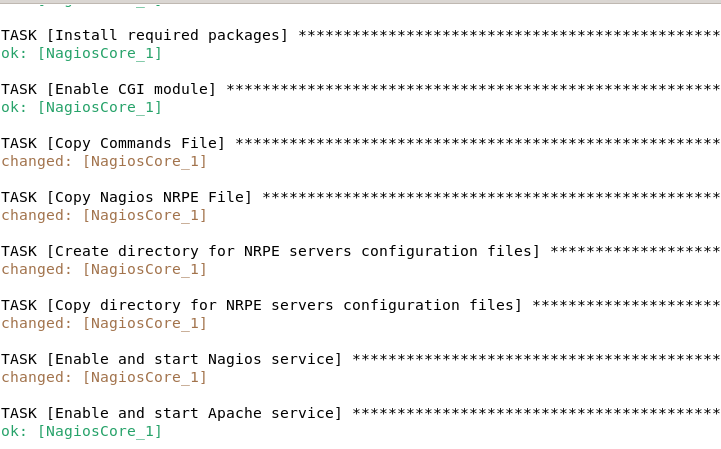 TASK [Install required packages] ***********************************************
ok: [NagiosCore_1]
TASK [Enable CGI module] *******************************************************
ok: [NagiosCore_1]
TASK [Copy Commands File] ******************************************************
changed: [NagiosCore_1]
TASK [Copy Nagios NRPE File] ***************************************************
changed: [NagiosCore_1]
TASK [Create directory for NRPE servers configuration files] *******************
changed: [NagiosCore_1]
TASK [Copy directory for NRPE servers configuration files] *********************
changed: [NagiosCore_1]
TASK [Enable and start Nagios service] *****************************************
changed: [NagiosCore_1]
TASK [Enable and start Apache service] *****************************************
ok: [NagiosCore_1]